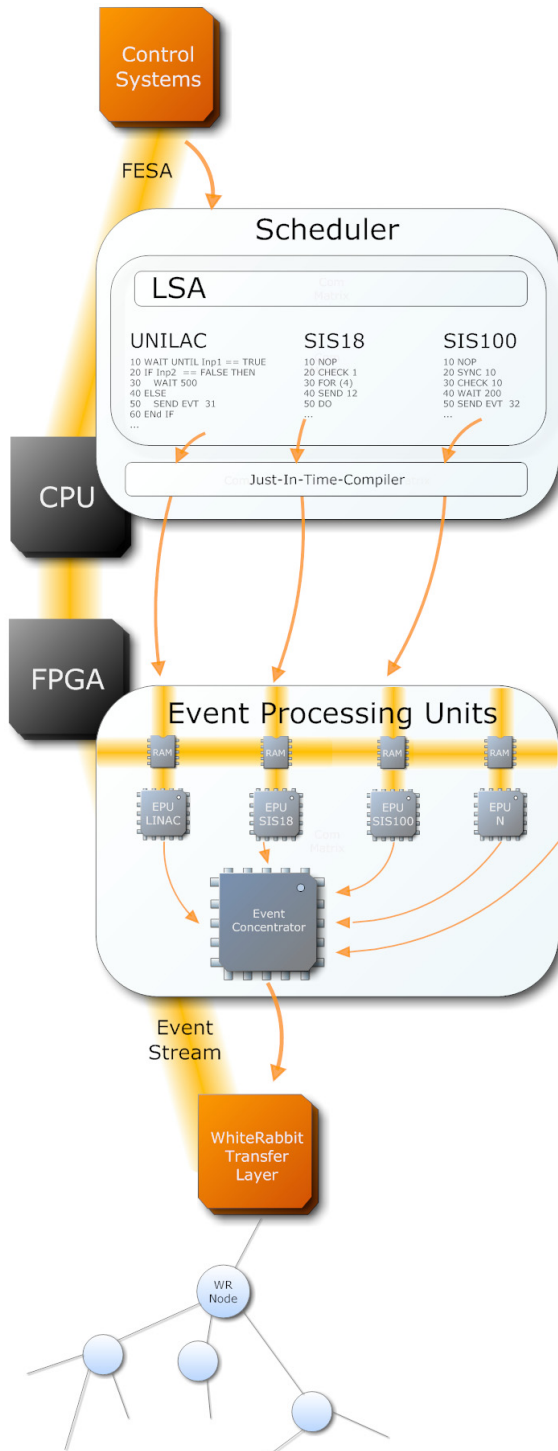 Control
Systems
FESA
Scheduler
Com
Matrix
LSA
UNILAC
10 WAIT UNTIL Inp1 == TRUE
20 IF Inp2 == FALSE THEN
30 WAIT 500
40 ELSE
50 SEND EVT 31
60 ENd IF
...
SIS18
10 NOP
20 CHECK 1
30 FOR (4)
40 SEND 12
50 DO
...
SIS100
10 NOP
20 SYNC 10
30 CHECK 10
40 WAIT 200
50 SEND EVT 32
...
CPU
Just-In-Time-Compiler
FPGA
Event Processing Units
RAM
RAM
RAM
RAM
EPU
LINAC
EPU
SIS18
EPU
SIS100
EPU
N
Com
Matrix
Event
Concentrator
Event
Stream
WhiteRabbit
Transfer
Layer
WR
Node